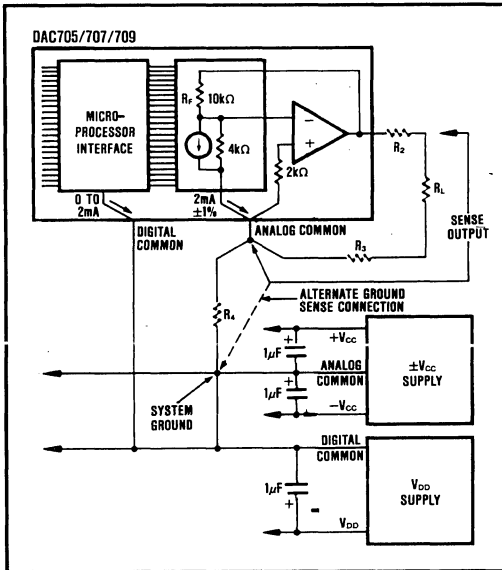 DAC705/707/709
MICRO-
PROCESSOR
INTERFACE
RF 10kΩ
4kΩ
2kΩ
−
+
R2
RL
SENSE
OUTPUT
0 TO
2mA
2mA
±1%
DIGITAL
COMMON
ANALOG COMMON
R3
R4
ALTERNATE GROUND
SENSE CONNECTION
+VCC
+
1µF
ANALOG
COMMON
±VCC
SUPPLY
+
1µF
−VCC
SYSTEM
GROUND
DIGITAL
COMMON
1µF
+
VDD
SUPPLY
VDD